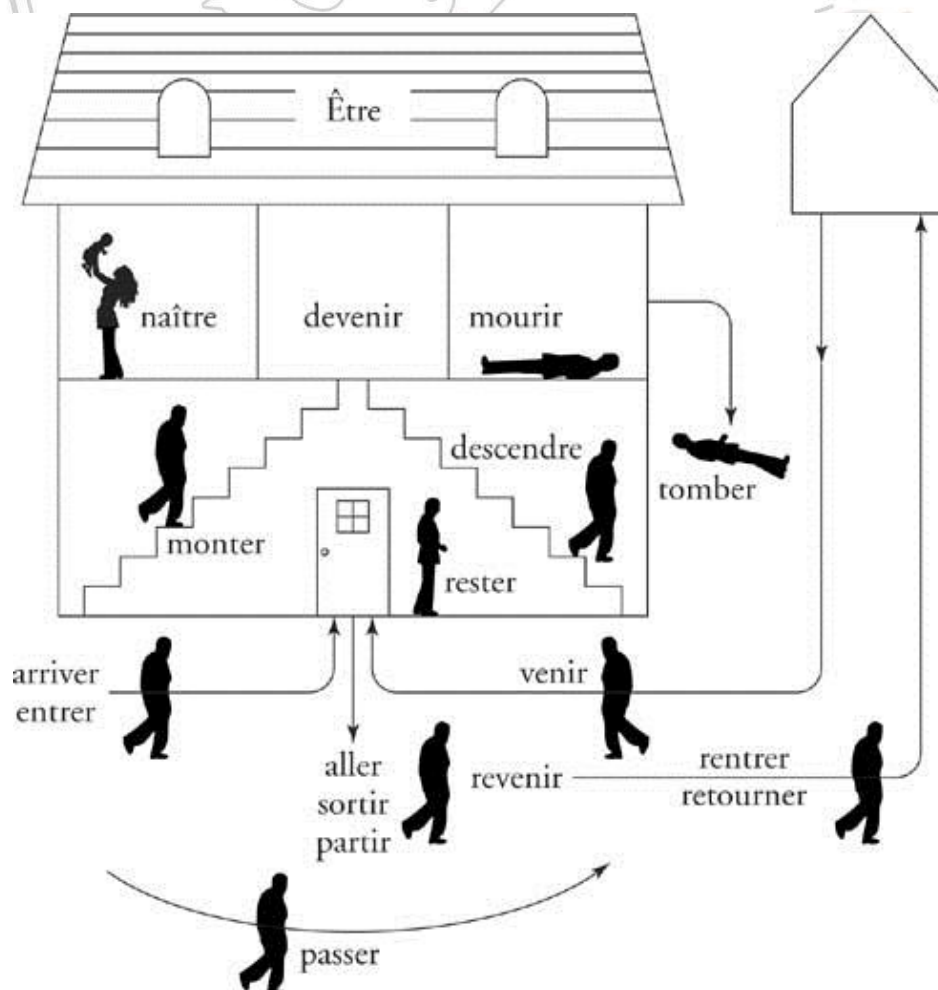 Être
naître
devenir
mourir
descendre
tomber
monter
rester
arriver
entrer
venir
aller
sortir
partir
revenir
rentrer
retourner
passer